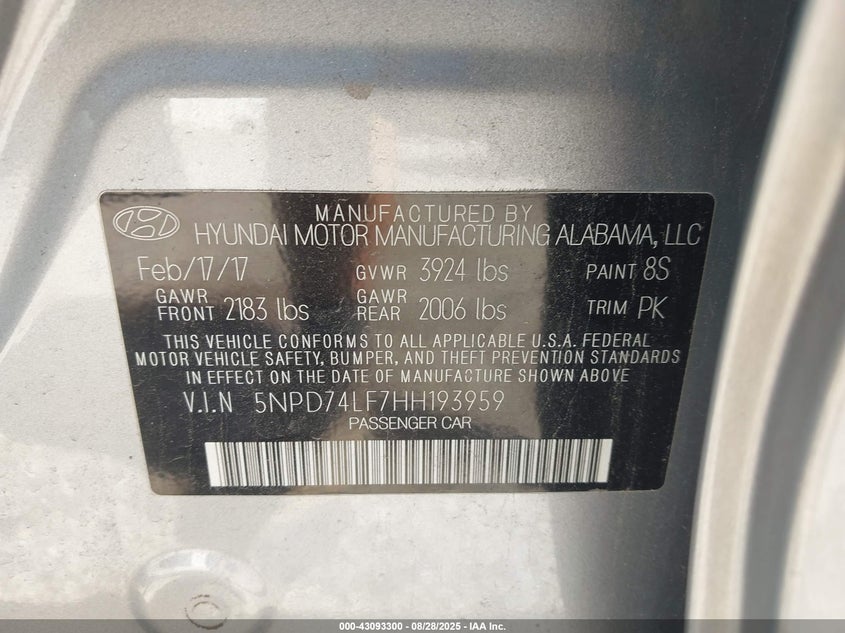 MANUFACTURED BY
HYUNDAI MOTOR MANUFACTURING ALABAMA, LLC
Feb/17/17 GVWR 3924 lbs PAINT 8S
GAWR FRONT 2183 lbs GAWR REAR 2006 lbs TRIM PK
THIS VEHICLE CONFORMS TO ALL APPLICABLE U.S.A. FEDERAL
MOTOR VEHICLE SAFETY, BUMPER, AND THEFT PREVENTION STANDARDS
IN EFFECT ON THE DATE OF MANUFACTURE SHOWN ABOVE
V.I.N 5NPD74LF7HH193959
PASSENGER CAR
000-43093300 - 08/28/2025 - IAA Inc.